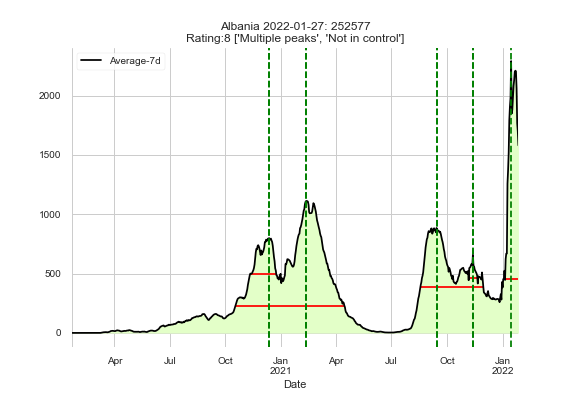 Albania 2022-01-27: 252577
Rating:8 ['Multiple peaks', 'Not in control']
Average-7d
2000
1500
1000
500
0
Apr Jul Oct Jan Apr Jul Oct Jan
2021 2022
Date